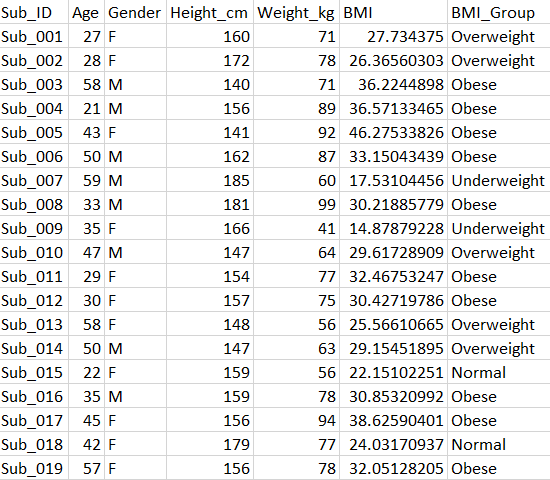 Sub_ID Age Gender Height_cm Weight_kg BMI BMI_Group
Sub_001 27 F 160 71 27.734375 Overweight
Sub_002 28 F 172 78 26.36560303 Overweight
Sub_003 58 M 140 71 36.2244898 Obese
Sub_004 21 M 156 89 36.57133465 Obese
Sub_005 43 F 141 92 46.27533826 Obese
Sub_006 50 M 162 87 33.15043439 Obese
Sub_007 59 M 185 60 17.53104456 Underweight
Sub_008 33 M 181 99 30.21885779 Obese
Sub_009 35 F 166 41 14.87879228 Underweight
Sub_010 47 M 147 64 29.61728909 Overweight
Sub_011 29 F 154 77 32.46753247 Obese
Sub_012 30 F 157 75 30.42719786 Obese
Sub_013 58 F 148 56 25.56610665 Overweight
Sub_014 50 M 147 63 29.15451895 Overweight
Sub_015 22 F 159 56 22.15102251 Normal
Sub_016 35 M 159 78 30.85320992 Obese
Sub_017 45 F 156 94 38.62590401 Obese
Sub_018 42 F 179 77 24.03170937 Normal
Sub_019 57 F 156 78 32.05128205 Obese